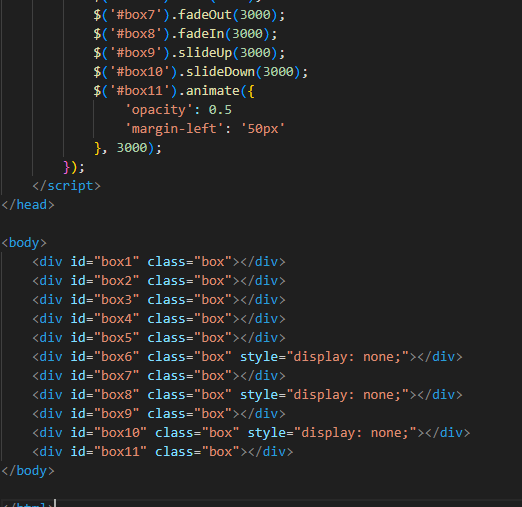 $('#box7').fadeOut(3000);
$('#box8').fadeIn(3000);
$('#box9').slideUp(3000);
$('#box10').slideDown(3000);
$('#box11').animate({
'opacity': 0.5
'margin-left': '50px'
}, 3000);
});
</script>
</head>
<body>
<div id="box1" class="box"></div>
<div id="box2" class="box"></div>
<div id="box3" class="box"></div>
<div id="box4" class="box"></div>
<div id="box5" class="box"></div>
<div id="box6" class="box" style="display: none;"></div>
<div id="box7" class="box"></div>
<div id="box8" class="box" style="display: none;"></div>
<div id="box9" class="box"></div>
<div id="box10" class="box" style="display: none;"></div>
<div id="box11" class="box"></div>
</body>
</html>